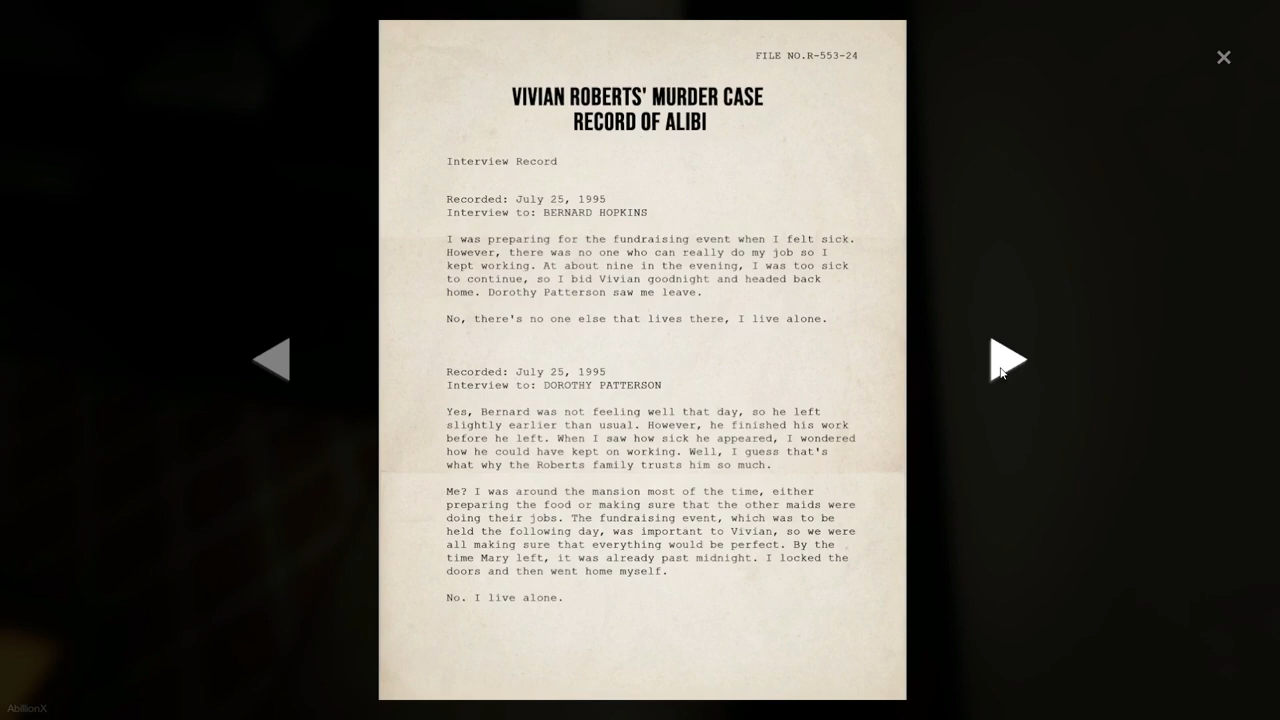 FILE NO.R-553-24
VIVIAN ROBERTS' MURDER CASE
RECORD OF ALIBI
Interview Record
Recorded: July 25, 1995
Interview to: BERNARD HOPKINS
I was preparing for the fundraising event when I felt sick.
However, there was no one who can really do my job so I
kept working. At about nine in the evening, I was too sick
to continue, so I bid Vivian goodnight and headed back
home. Dorothy Patterson saw me leave.
No, there's no one else that lives there, I live alone.
Recorded: July 25, 1995
Interview to: DOROTHY PATTERSON
Yes, Bernard was not feeling well that day, so he left
slightly earlier than usual. However, he finished his work
before he left. When I saw how sick he appeared, I wondered
how he could have kept on working. Well, I guess that's
what why the Roberts family trusts him so much.
Me? I was around the mansion most of the time, either
preparing the food or making sure that the other maids were
doing their jobs. The fundraising event, which was to be
held the following day, was important to Vivian, so we were
all making sure that everything would be perfect. By the
time Mary left, it was already past midnight. I locked the
doors and then went home myself.
No. I live alone.
AbillionX